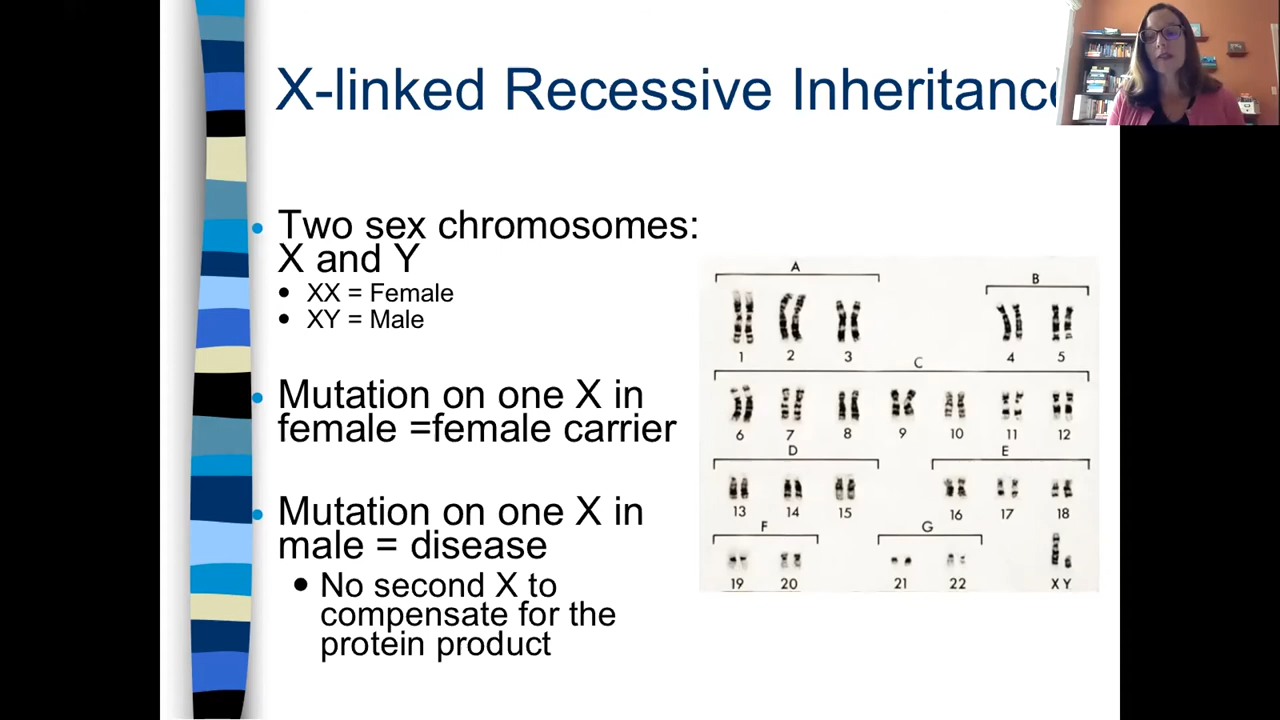 X-linked Recessive Inheritance
Two sex chromosomes:
X and Y
XX = Female
XY = Male
Mutation on one X in
female =female carrier
Mutation on one X in
male = disease
No second X to
compensate for the
protein product
A
B
1 2 3 4 5
C
6 7 8 9 10 11 12
D E
13 14 15 16 17 18
F G
19 20 21 22 X Y